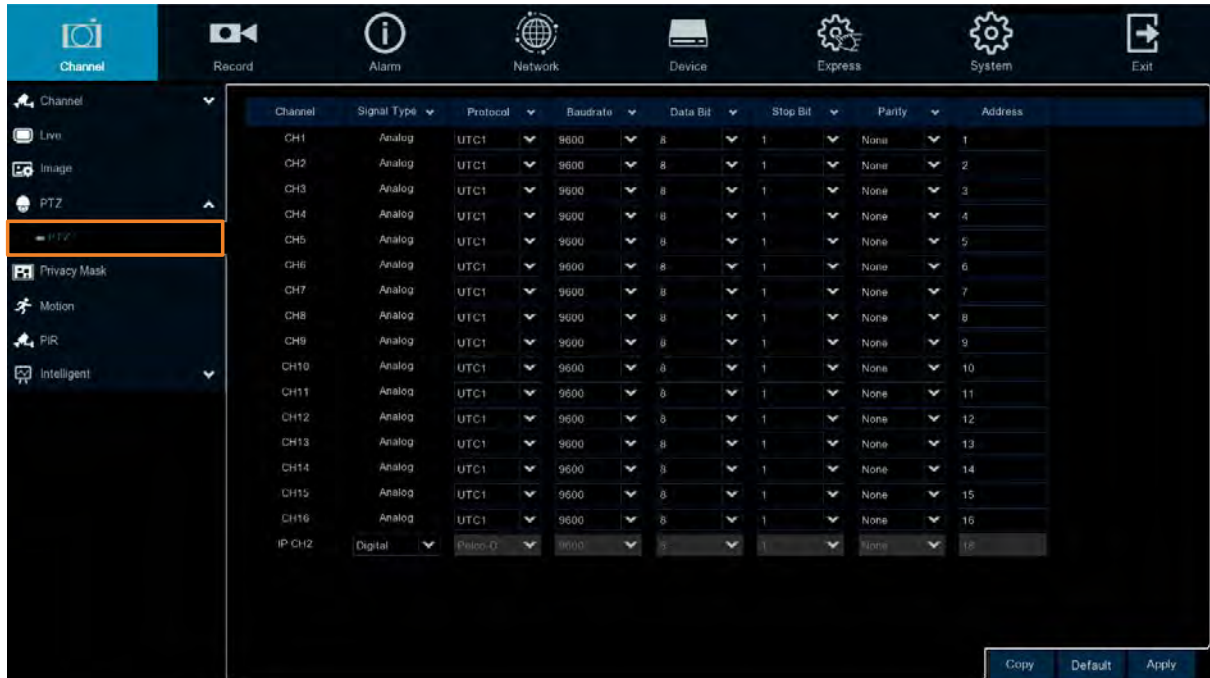 Channel Record Alarm Network Device Express System Exit
Channel
Live
Image
PTZ
PTZ
Privacy Mask
Motion
PIR
Intelligent
Channel Signal Type Protocol Baudrate Data Bit Stop Bit Parity Address
CH1 Analog UTC1 9600 8 1 None 1
CH2 Analog UTC1 9600 8 1 None 2
CH3 Analog UTC1 9600 8 1 None 3
CH4 Analog UTC1 9600 8 1 None 4
CH5 Analog UTC1 9600 8 1 None 5
CH6 Analog UTC1 9600 8 1 None 6
CH7 Analog UTC1 9600 8 1 None 7
CH8 Analog UTC1 9600 8 1 None 8
CH9 Analog UTC1 9600 8 1 None 9
CH10 Analog UTC1 9600 8 1 None 10
CH11 Analog UTC1 9600 8 1 None 11
CH12 Analog UTC1 9600 8 1 None 12
CH13 Analog UTC1 9600 8 1 None 13
CH14 Analog UTC1 9600 8 1 None 14
CH15 Analog UTC1 9600 8 1 None 15
CH16 Analog UTC1 9600 8 1 None 16
IP CH2 Digital Pelco-D 9600 8 1 None 18
Copy Default Apply